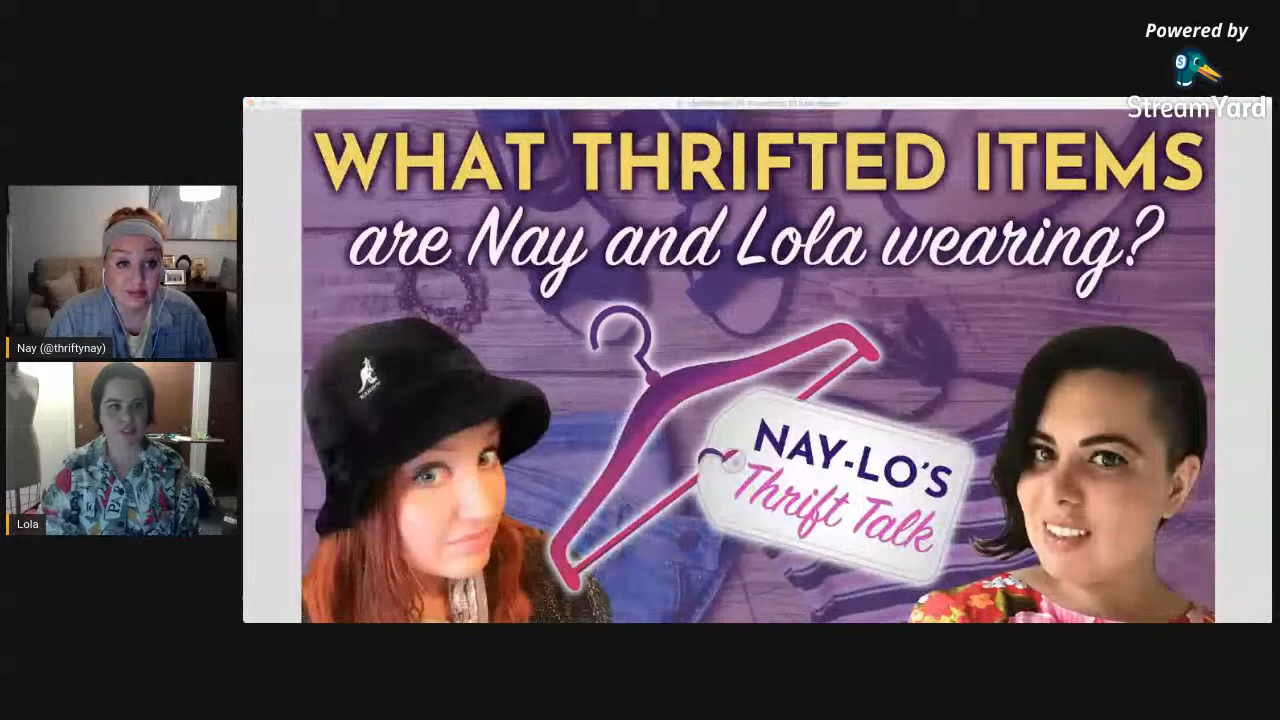 Powered by
StreamYard
WHAT THRIFTED ITEMS
are Nay and Lola wearing?
NAY-LO'S
Thrift Talk
Nay (@thriftynay)
Lola